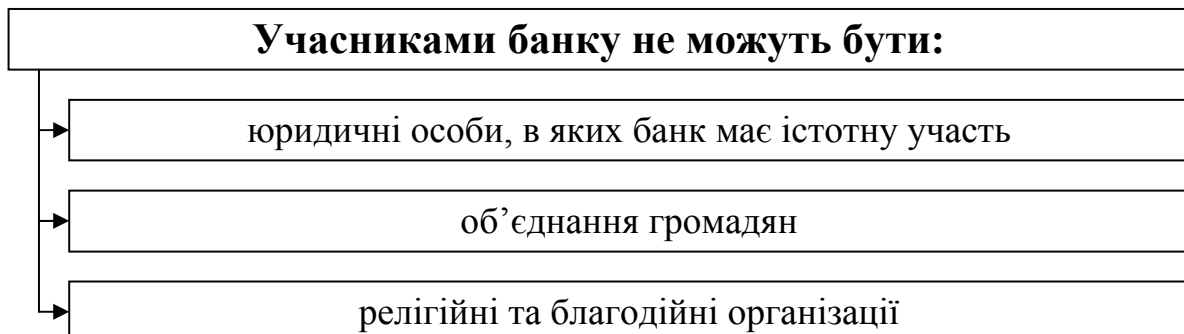 Учасниками банку не можуть бути:
юридичні особи, в яких банк має істотну участь
об’єднання громадян
релігійні та благодійні організації